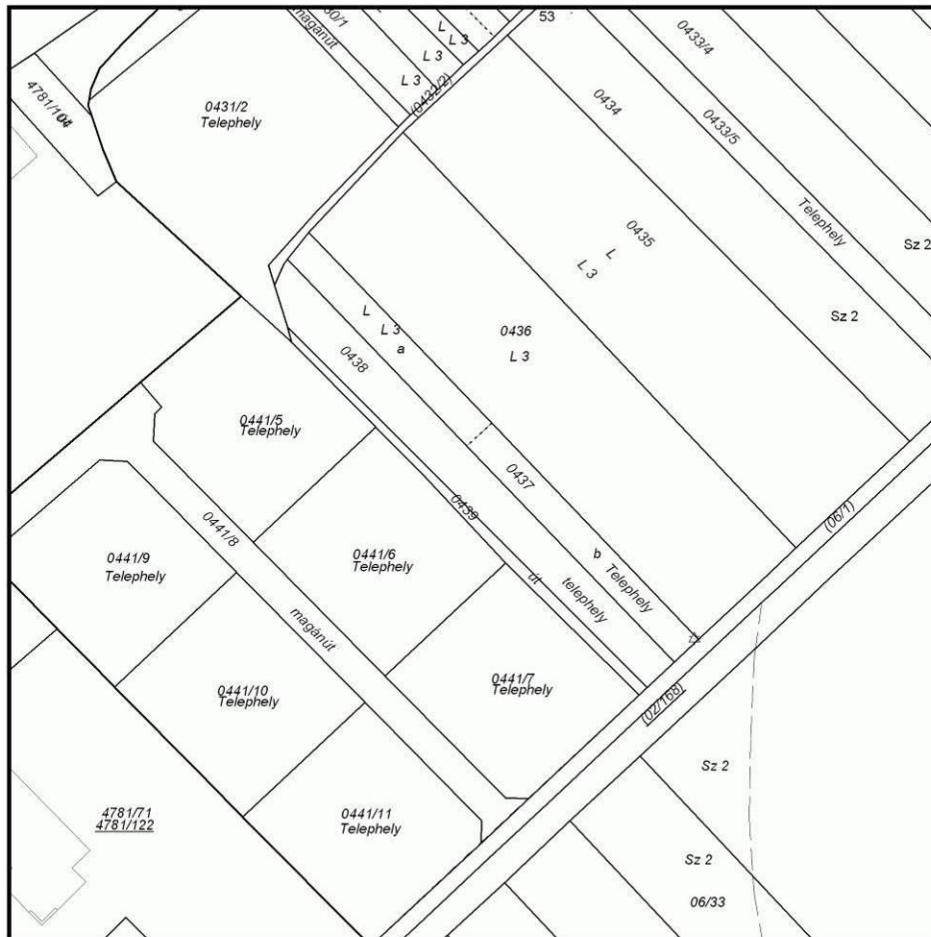 80/1
magánút
L
L 3
L 3
L 3
(0432/2)
53
0433/4
0434
0433/5
Telephely
Sz 2
4781/104
0431/2
Telephely
0435
L
L 3
Sz 2
0436
L 3
L
L 3
a
0438
0437
b
Telephely
(06/1)
0439
út
telephely
0441/5
Telephely
0441/8
magánút
0441/9
Telephely
0441/6
Telephely
0441/10
Telephely
0441/7
Telephely
(02/168)
0441/11
Telephely
4781/71
4781/122
Sz 2
Sz 2
06/33